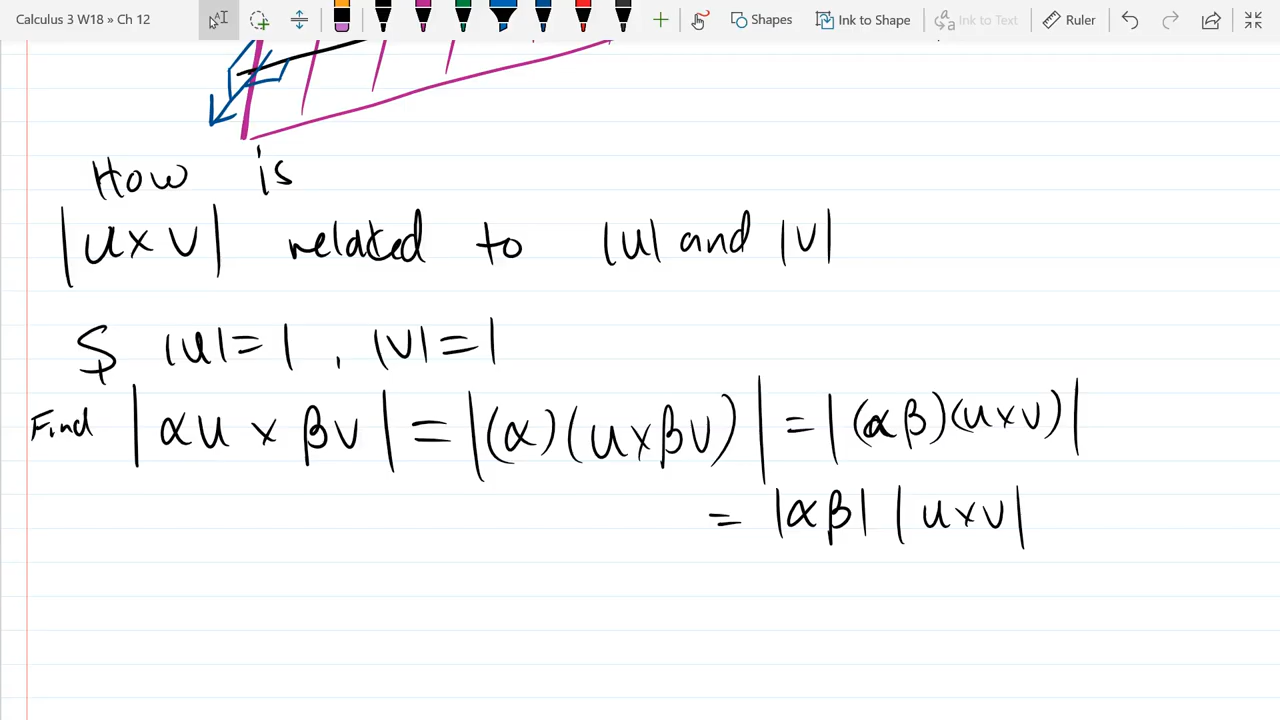 Calculus 3 W18 » Ch 12
Shapes Ink to Shape Ink to Text Ruler
How is
|u×v| related to |u| and |v|
$ |u|=1, |v|=1
Find |αu × βv| = |(α)(u×βv)| = |(αβ)(u×v)|
= |αβ| |u×v|